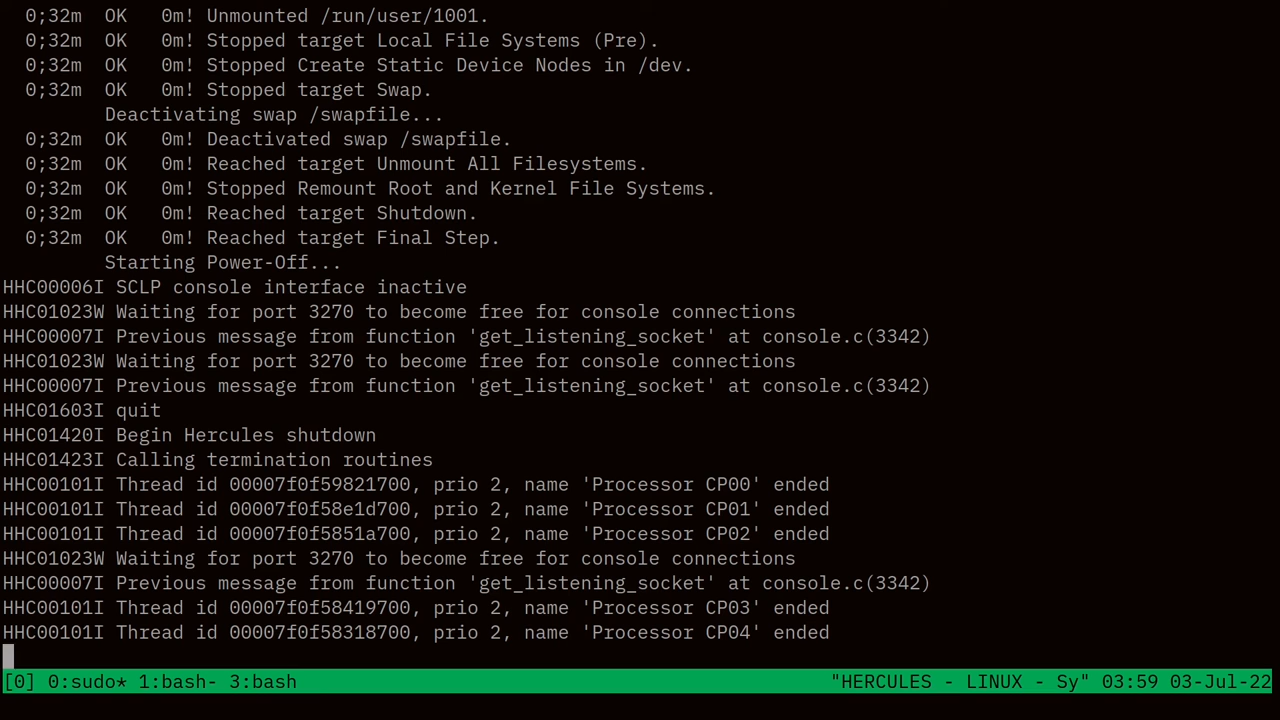 0;32m  OK   0m! Unmounted /run/user/1001.
0;32m  OK   0m! Stopped target Local File Systems (Pre).
0;32m  OK   0m! Stopped Create Static Device Nodes in /dev.
0;32m  OK   0m! Stopped target Swap.
Deactivating swap /swapfile...
0;32m  OK   0m! Deactivated swap /swapfile.
0;32m  OK   0m! Reached target Unmount All Filesystems.
0;32m  OK   0m! Stopped Remount Root and Kernel File Systems.
0;32m  OK   0m! Reached target Shutdown.
0;32m  OK   0m! Reached target Final Step.
Starting Power-Off...
HHC00006I SCLP console interface inactive
HHC01023W Waiting for port 3270 to become free for console connections
HHC00007I Previous message from function 'get_listening_socket' at console.c(3342)
HHC01023W Waiting for port 3270 to become free for console connections
HHC00007I Previous message from function 'get_listening_socket' at console.c(3342)
HHC01603I quit
HHC01420I Begin Hercules shutdown
HHC01423I Calling termination routines
HHC00101I Thread id 00007f0f59821700, prio 2, name 'Processor CP00' ended
HHC00101I Thread id 00007f0f58e1d700, prio 2, name 'Processor CP01' ended
HHC00101I Thread id 00007f0f5851a700, prio 2, name 'Processor CP02' ended
HHC01023W Waiting for port 3270 to become free for console connections
HHC00007I Previous message from function 'get_listening_socket' at console.c(3342)
HHC00101I Thread id 00007f0f58419700, prio 2, name 'Processor CP03' ended
HHC00101I Thread id 00007f0f58318700, prio 2, name 'Processor CP04' ended
[0] 0:sudo* 1:bash- 3:bash "HERCULES - LINUX - Sy" 03:59 03-Jul-22